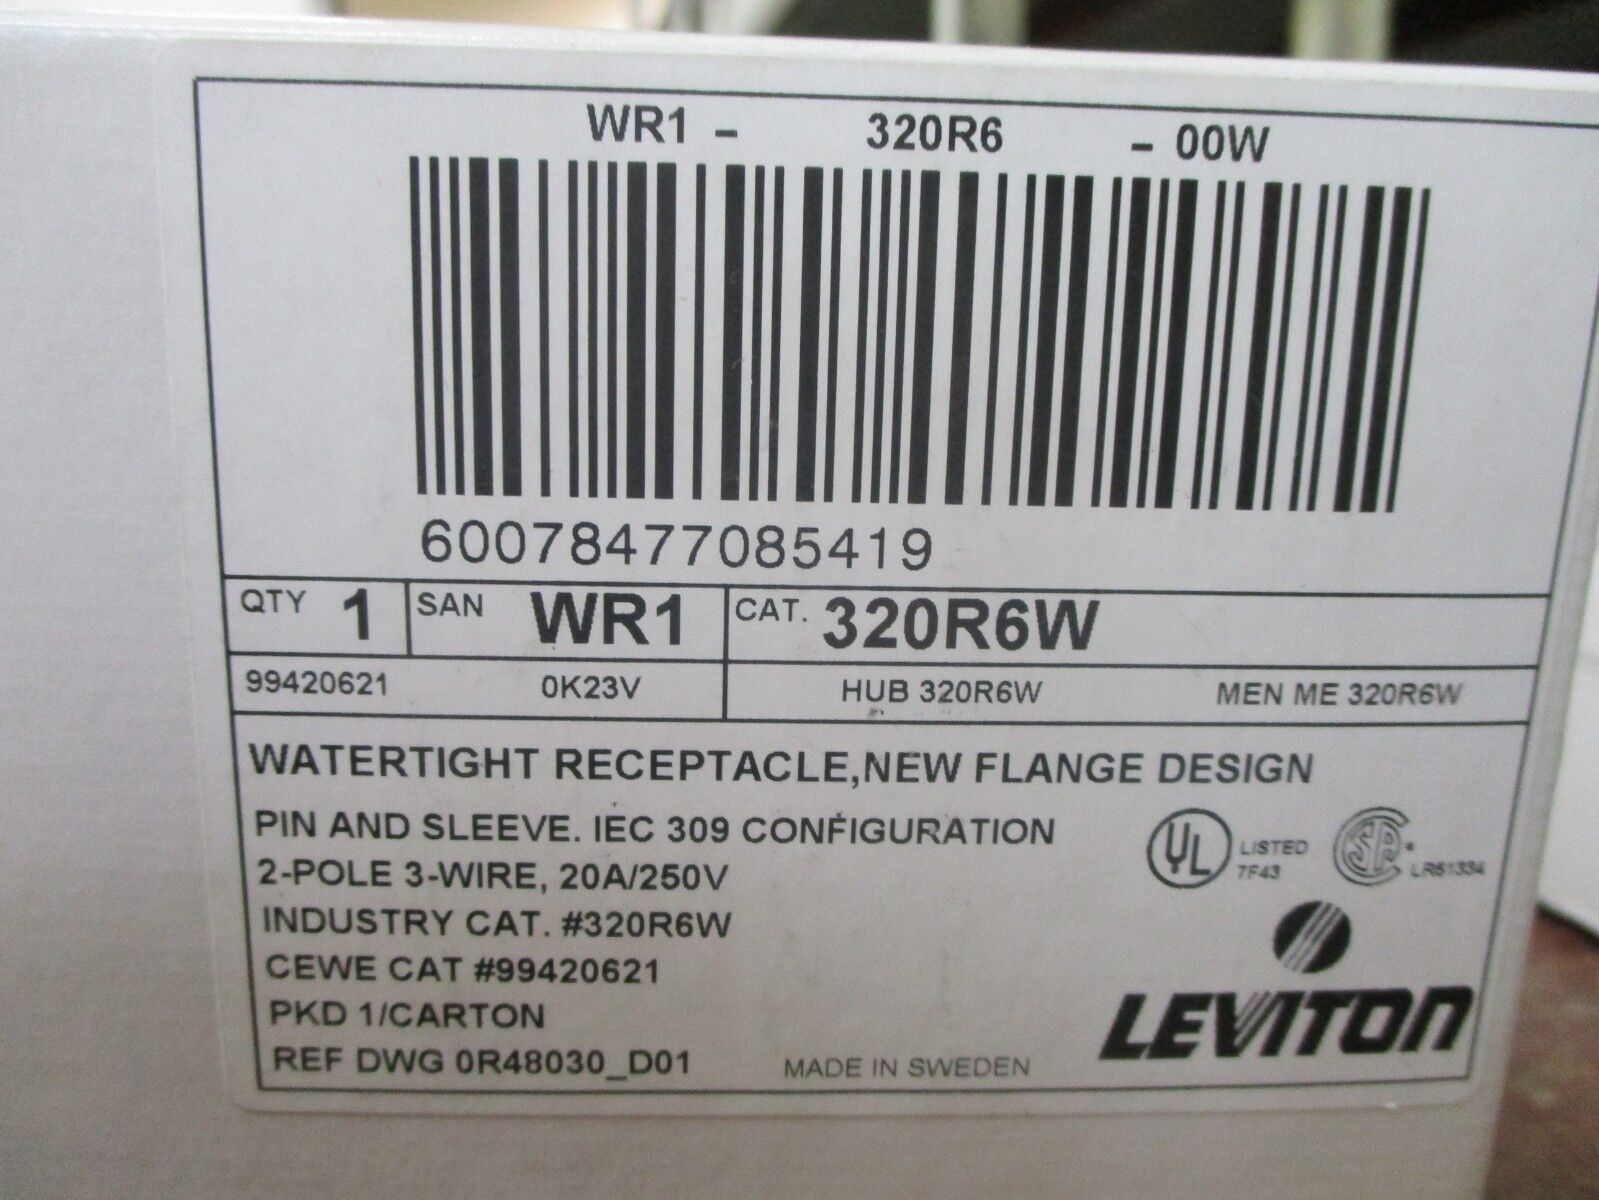 WR1 - 320R6 - 00W
60078477085419
QTY 1 SAN WR1 CAT. 320R6W
99420621 0K23V HUB 320R6W MEN ME 320R6W
WATERTIGHT RECEPTACLE,NEW FLANGE DESIGN
PIN AND SLEEVE. IEC 309 CONFIGURATION
2-POLE 3-WIRE, 20A/250V
INDUSTRY CAT. #320R6W
CEWE CAT #99420621
PKD 1/CARTON
REF DWG 0R48030_D01
MADE IN SWEDEN
UL LISTED
7F43
SA
LR61334
LEVITON